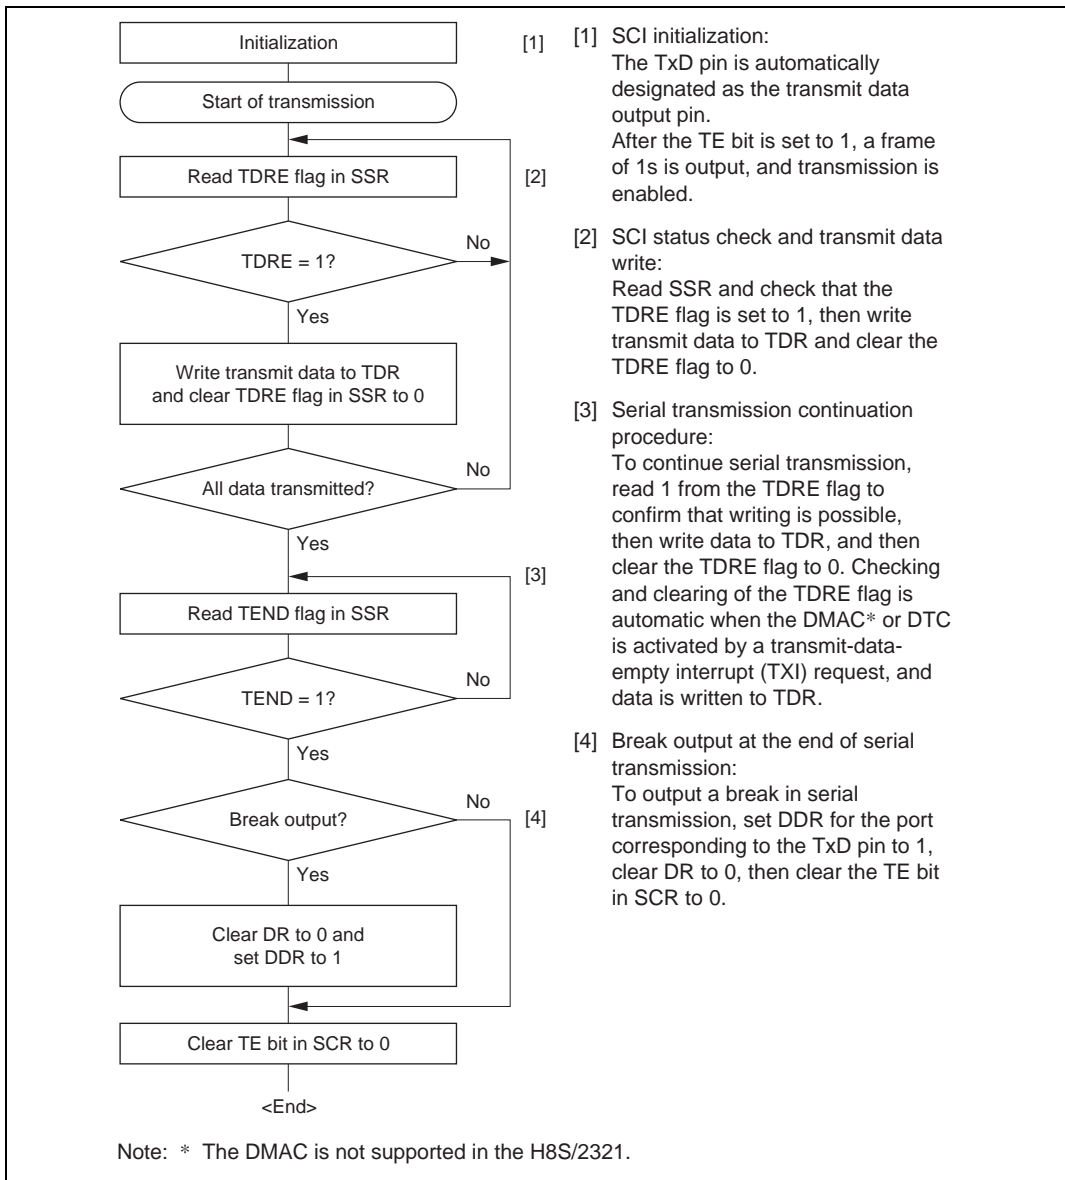 Initialization
[1]
Start of transmission
Read TDRE flag in SSR
[2]
TDRE = 1?
No
Yes
Write transmit data to TDR
and clear TDRE flag in SSR to 0
All data transmitted?
No
Yes
[3]
Read TEND flag in SSR
TEND = 1?
No
Yes
Break output?
No
[4]
Yes
Clear DR to 0 and
set DDR to 1
Clear TE bit in SCR to 0
<End>
[1] SCI initialization:
The TxD pin is automatically
designated as the transmit data
output pin.
After the TE bit is set to 1, a frame
of 1s is output, and transmission is
enabled.
[2] SCI status check and transmit data
write:
Read SSR and check that the
TDRE flag is set to 1, then write
transmit data to TDR and clear the
TDRE flag to 0.
[3] Serial transmission continuation
procedure:
To continue serial transmission,
read 1 from the TDRE flag to
confirm that writing is possible,
then write data to TDR, and then
clear the TDRE flag to 0. Checking
and clearing of the TDRE flag is
automatic when the DMAC* or DTC
is activated by a transmit-data-
empty interrupt (TXI) request, and
data is written to TDR.
[4] Break output at the end of serial
transmission:
To output a break in serial
transmission, set DDR for the port
corresponding to the TxD pin to 1,
clear DR to 0, then clear the TE bit
in SCR to 0.
Note: * The DMAC is not supported in the H8S/2321.